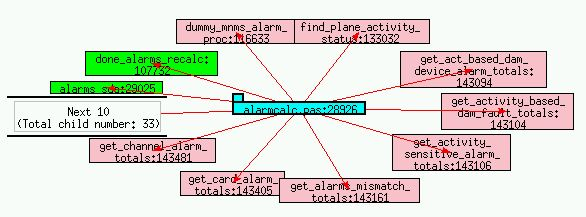 dummy_mnms_alarm_
proc:116633
find_plane_activity_
status:133032
done_alarms_recalc:
107732
get_act_based_dam_
device_alarm_totals:
143094
alarms_sup:29025
alarmcalc.pas:28926
get_activity_based_
dam_fault_totals:
143104
Next 10
(Total child number: 33)
get_channel_alarm_
totals:143481
get_activity_
sensitive_alarm_
totals:143106
get_card_alarm_
totals:143405
get_alarms_mismatch_
totals:143161